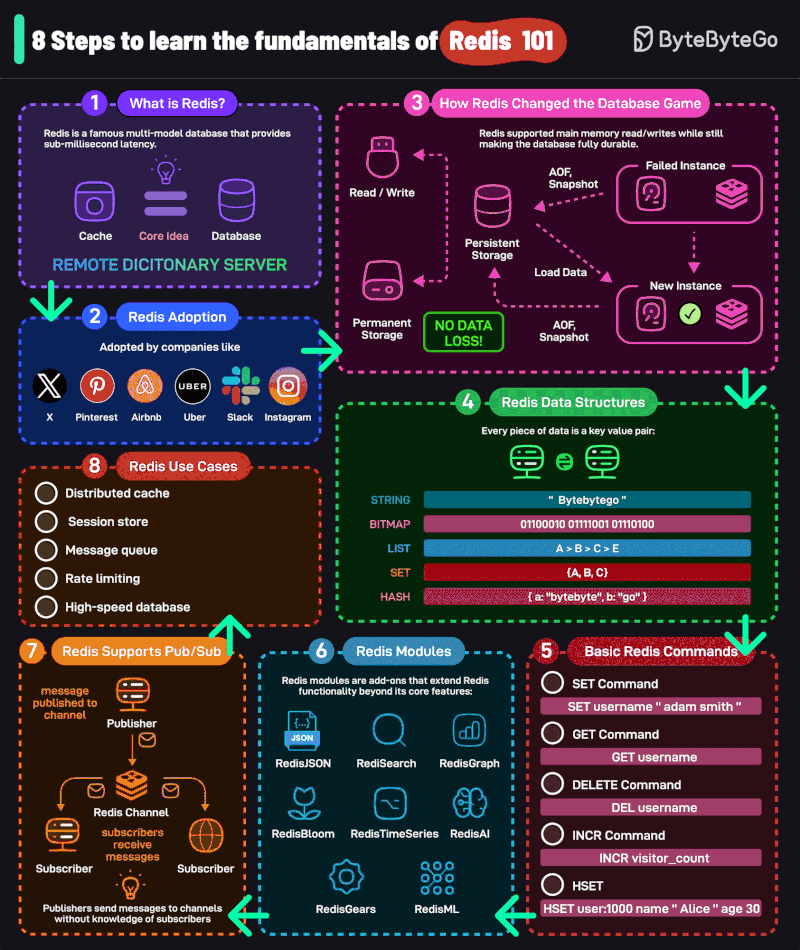 8 Steps to learn the fundamentals of Redis 101
ByteByteGo
1 What is Redis?
Redis is a famous multi-model database that provides
sub-millisecond latency.
Cache
Core Idea
Database
REMOTE DICITONARY SERVER
2 Redis Adoption
Adopted by companies like
UBER
X
Pinterest
Airbnb
Uber
Slack
Instagram
3 How Redis Changed the Database Game
Redis supported main memory read/writes while still
making the database fully durable.
Read / Write
Permanent
Storage
Persistent
Storage
AOF,
Snapshot
Failed Instance
Load Data
New Instance
AOF,
Snapshot
NO DATA
LOSS!
4 Redis Data Structures
Every piece of data is a key value pair:
STRING " Bytebytego "
BITMAP 01100010 01111001 01110100
LIST A > B > C > E
SET {A, B, C}
HASH { a: "bytebyte", b: "go" }
5 Basic Redis Commands
SET Command
SET username " adam smith "
GET Command
GET username
DELETE Command
DEL username
INCR Command
INCR visitor_count
HSET
HSET user:1000 name " Alice " age 30
6 Redis Modules
Redis modules are add-ons that extend Redis
functionality beyond its core features:
{...}
JSON
RedisJSON
RediSearch
RedisGraph
RedisBloom
RedisTimeSeries
RedisAI
RedisGears
RedisML
7 Redis Supports Pub/Sub
message
published to
channel
Publisher
Redis Channel
Subscriber
subscribers
receive
messages
Subscriber
Publishers send messages to channels
without knowledge of subscribers
8 Redis Use Cases
Distributed cache
Session store
Message queue
Rate limiting
High-speed database